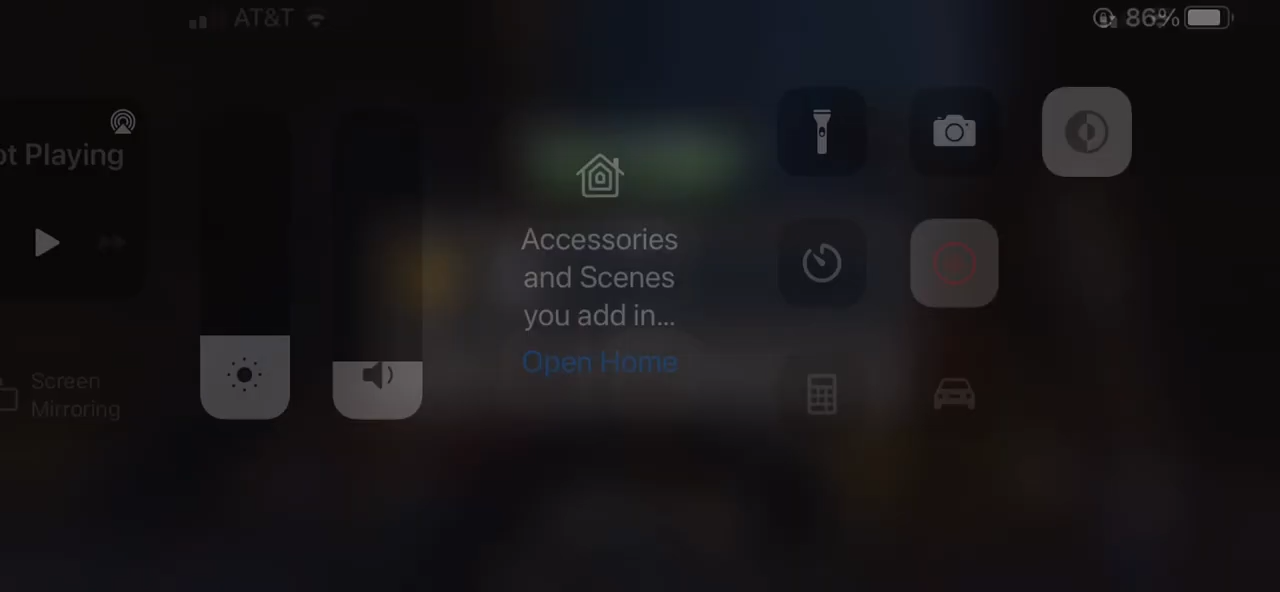 AT&T
86%
ot Playing
Accessories
and Scenes
you add in...
Open Home
Screen
Mirroring